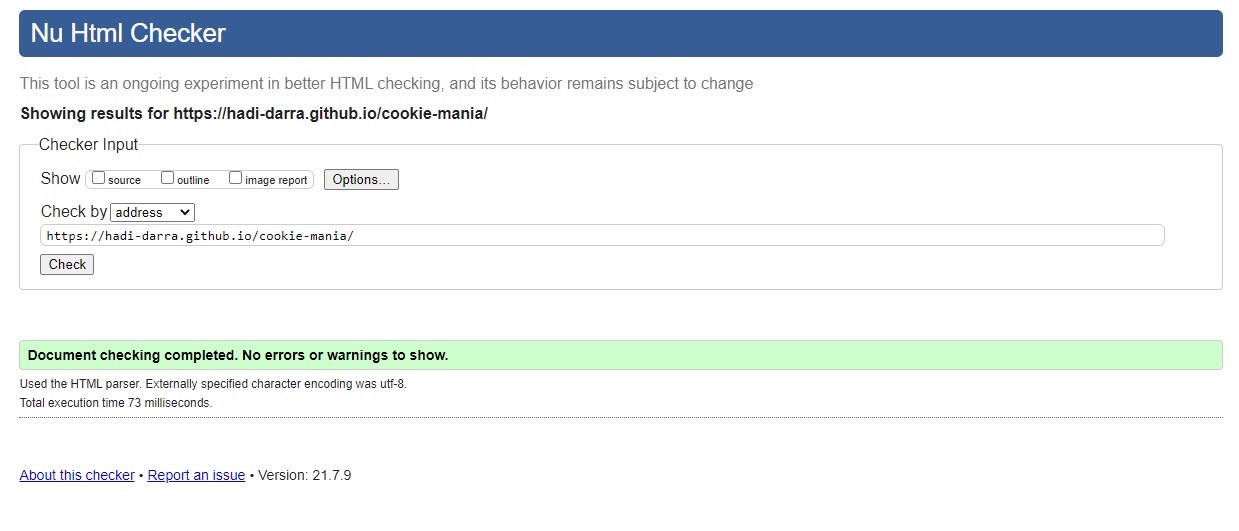 Nu Html Checker
This tool is an ongoing experiment in better HTML checking, and its behavior remains subject to change
Showing results for https://hadi-darra.github.io/cookie-mania/
Checker Input
Show source outline image report Options...
Check by address
https://hadi-darra.github.io/cookie-mania/
Check
Document checking completed. No errors or warnings to show.
Used the HTML parser. Externally specified character encoding was utf-8.
Total execution time 73 milliseconds.
About this checker • Report an issue • Version: 21.7.9